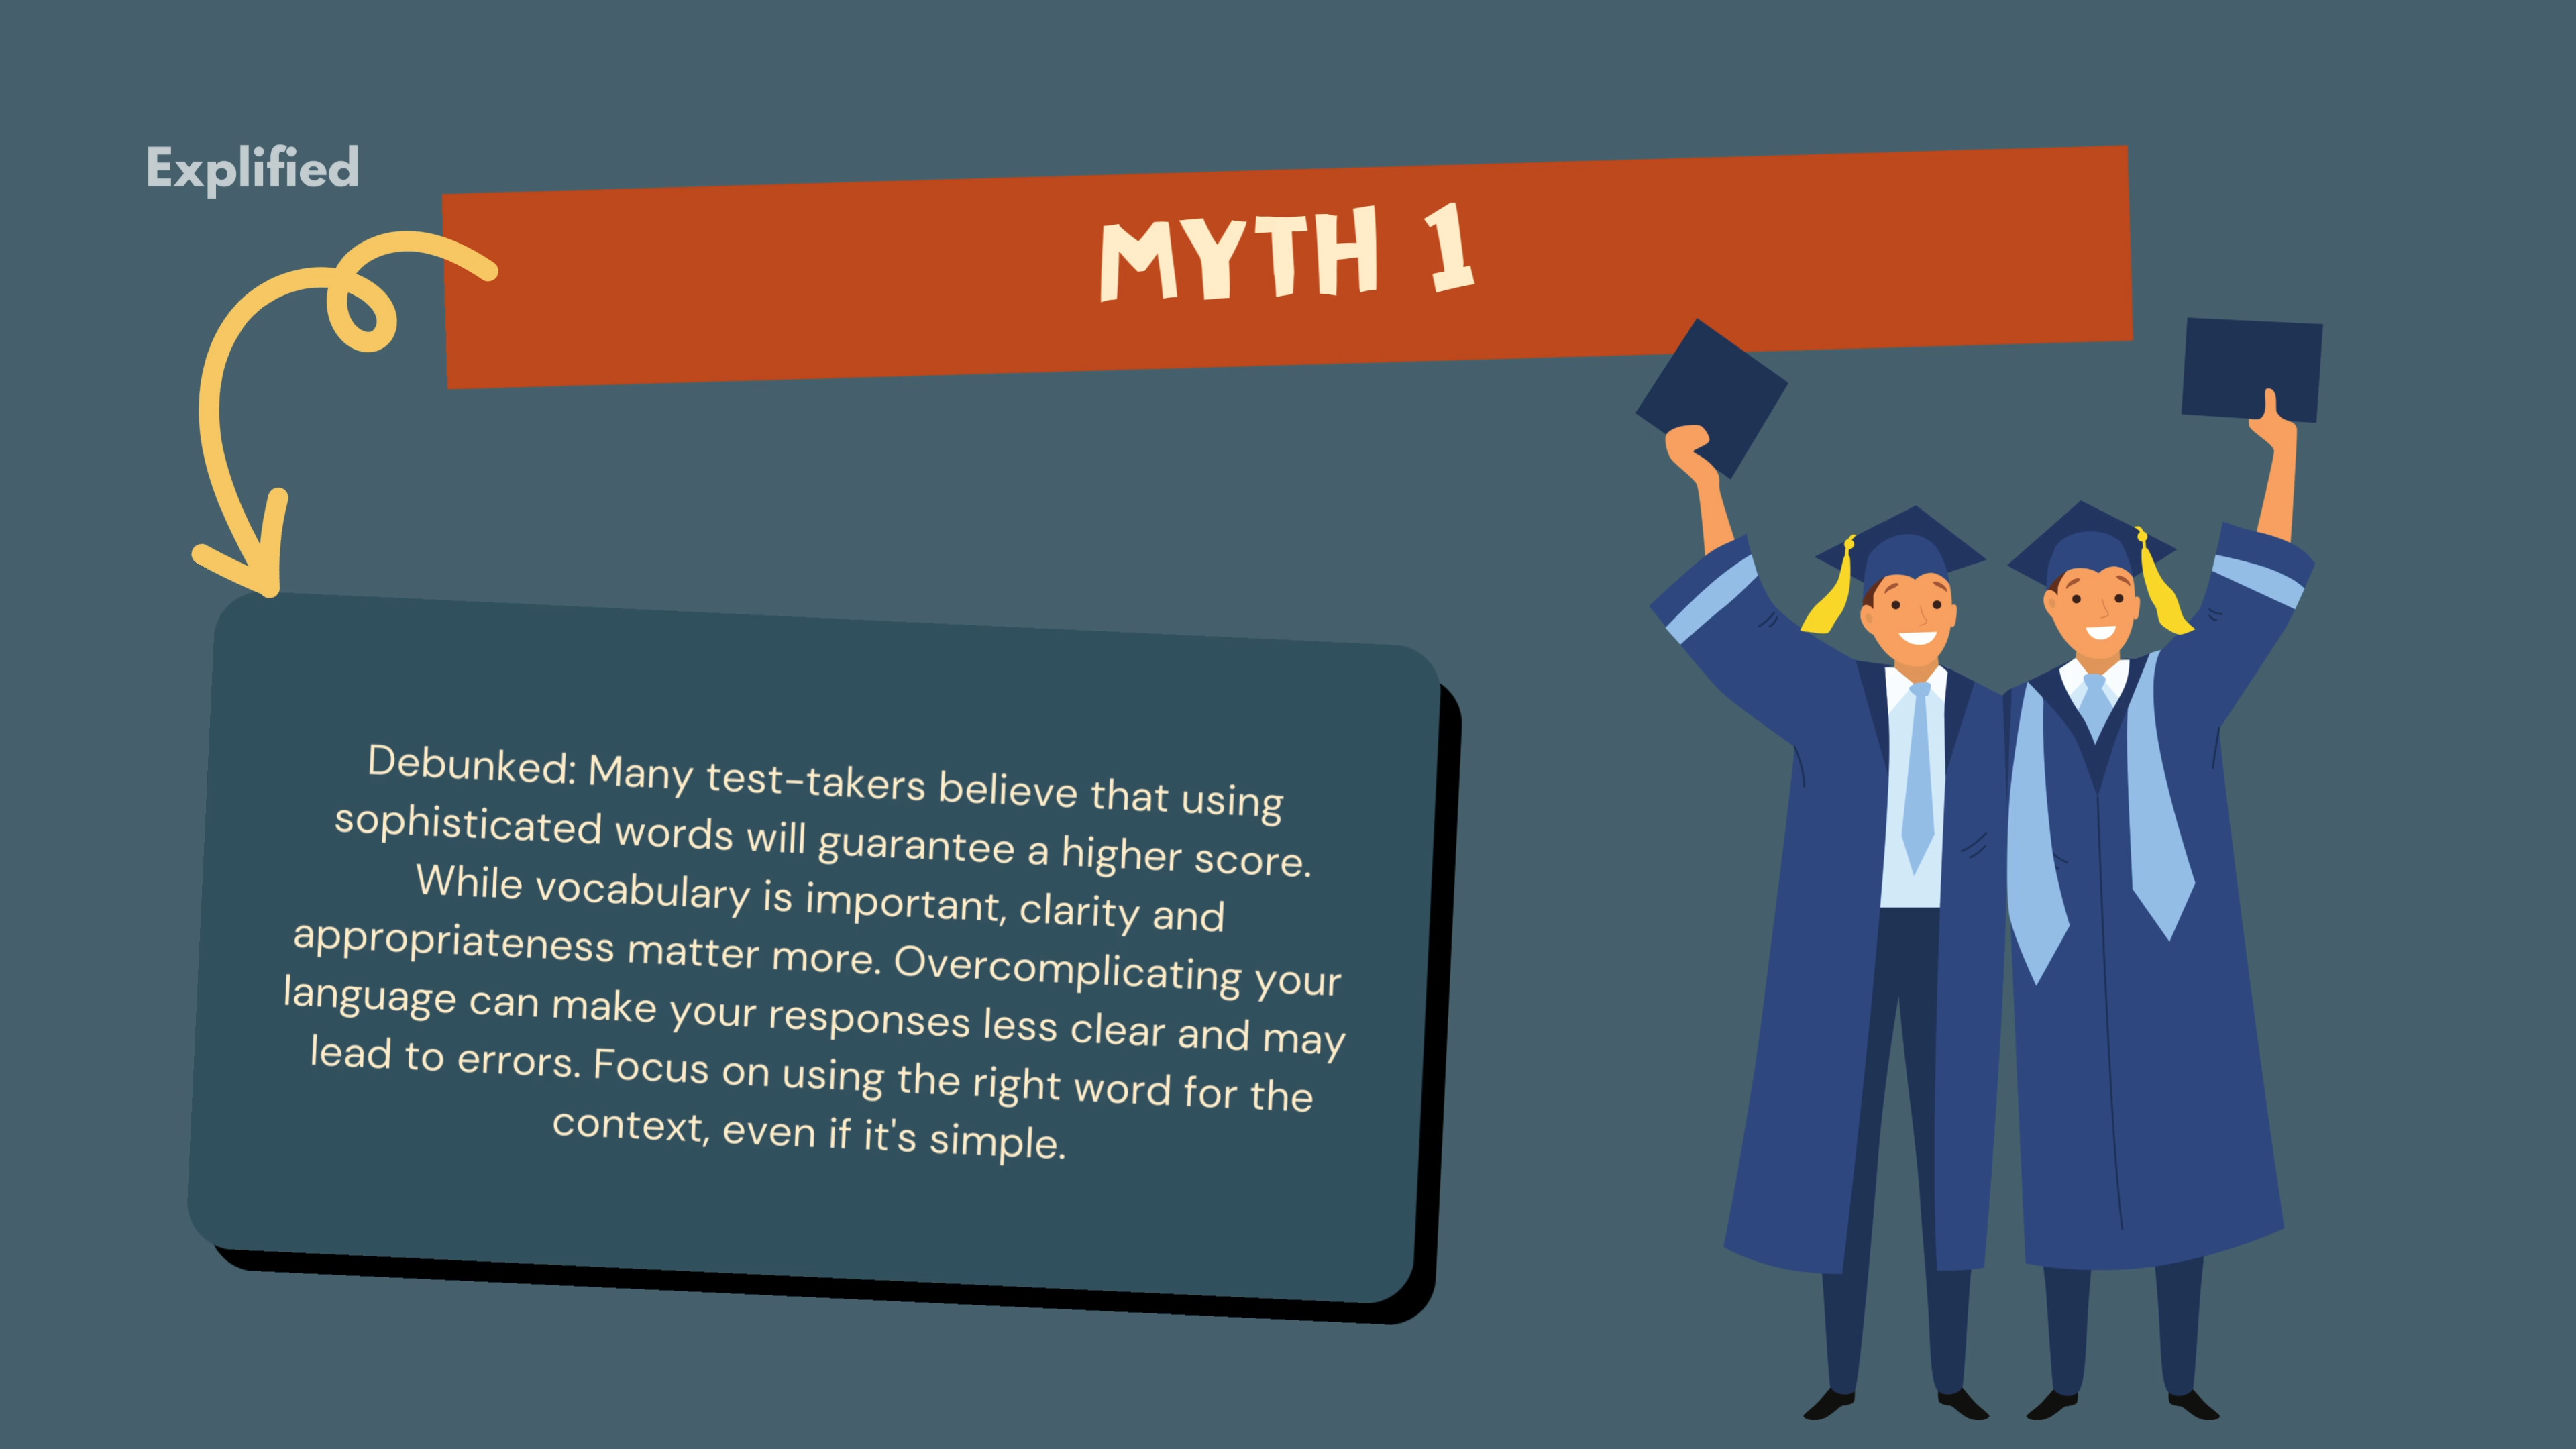 Explified
MYTH 1
Debunked: Many test-takers believe that using
sophisticated words will guarantee a higher score.
While vocabulary is important, clarity and
appropriateness matter more. Overcomplicating your
language can make your responses less clear and may
lead to errors. Focus on using the right word for the
context, even if it's simple.